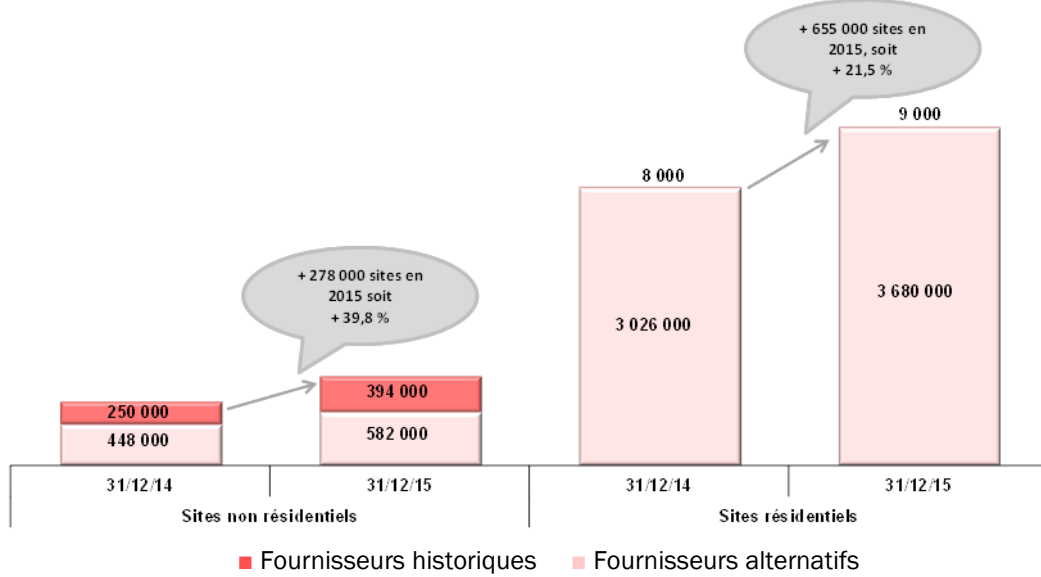 + 655 000 sites en
2015, soit
+ 21,5 %
9 000
8 000
+ 278 000 sites en
2015 soit
+ 39,8 %
3 680 000
3 026 000
394 000
250 000
582 000
448 000
31/12/14
31/12/15
31/12/14
31/12/15
Sites non résidentiels
Sites résidentiels
Fournisseurs historiques
Fournisseurs alternatifs